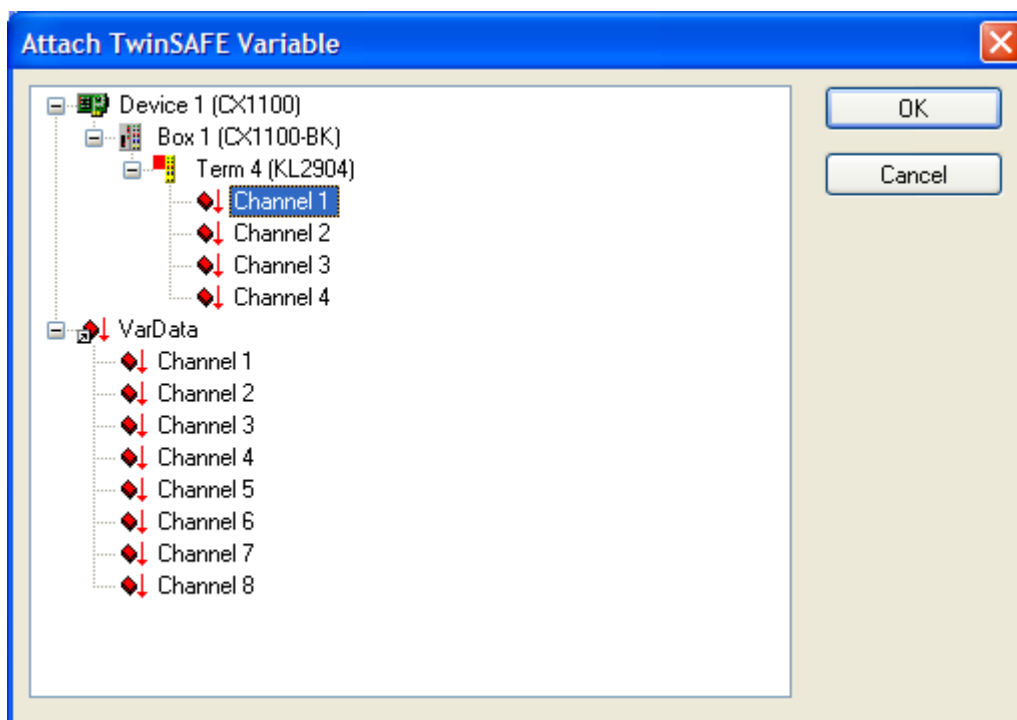 Attach TwinSAFE Variable
Device 1 (CX1100)
OK
Box 1 (CX1100-BK)
Term 4 (KL2904)
Cancel
Channel 1
Channel 2
Channel 3
Channel 4
VarData
Channel 1
Channel 2
Channel 3
Channel 4
Channel 5
Channel 6
Channel 7
Channel 8